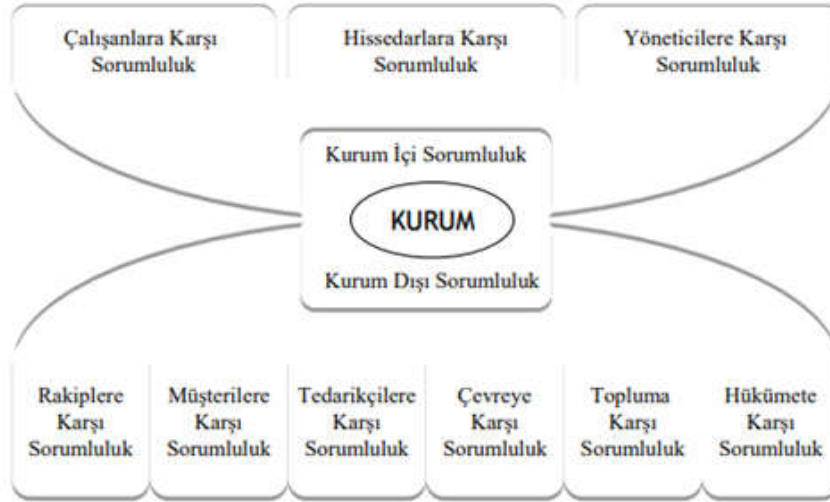 Çalışanlara Karşı
Sorumluluk
Hissedarlara Karşı
Sorumluluk
Yöneticilere Karşı
Sorumluluk
Kurum İçi Sorumluluk
KURUM
Kurum Dışı Sorumluluk
Rakiplere
Karşı
Sorumluluk
Müşterilere
Karşı
Sorumluluk
Tedarikçilere
Karşı
Sorumluluk
Çevreye
Karşı
Sorumluluk
Topluma
Karşı
Sorumluluk
Hükümete
Karşı
Sorumluluk